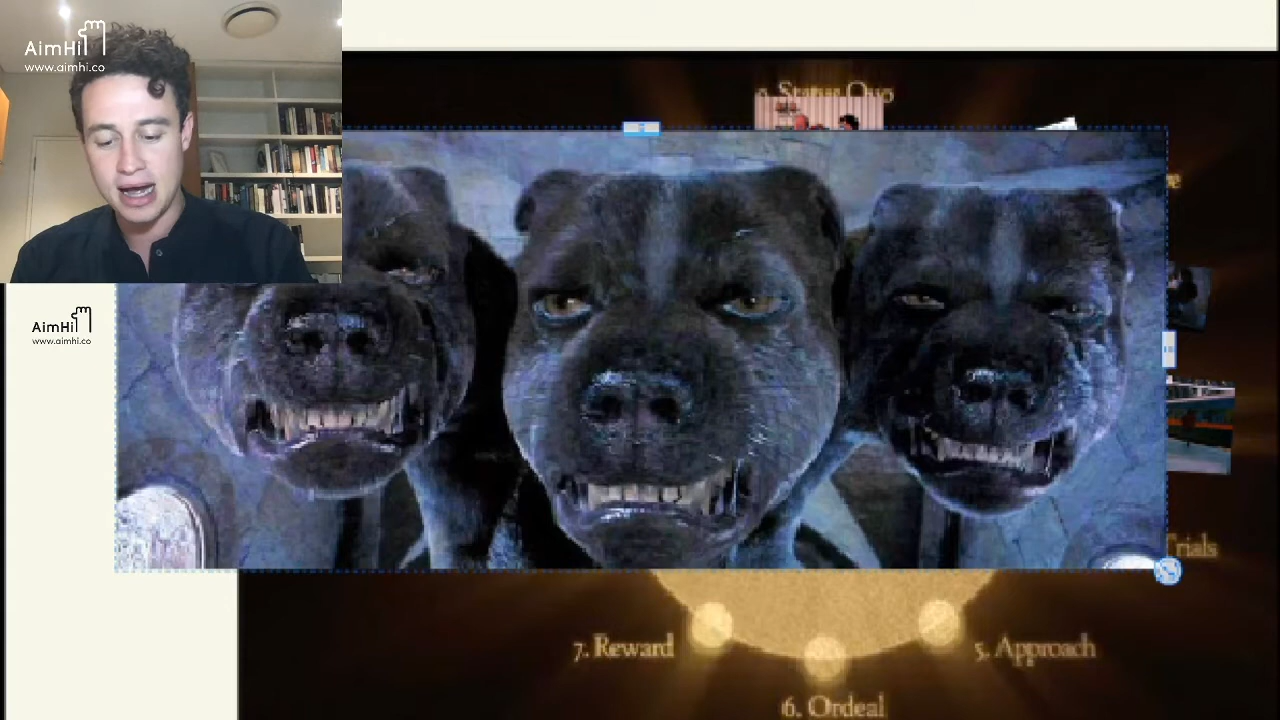 AimHi
www.aimhi.co
Status Quo
AimHi
www.aimhi.co
Trials
7. Reward
5. Approach
6. Ordeal